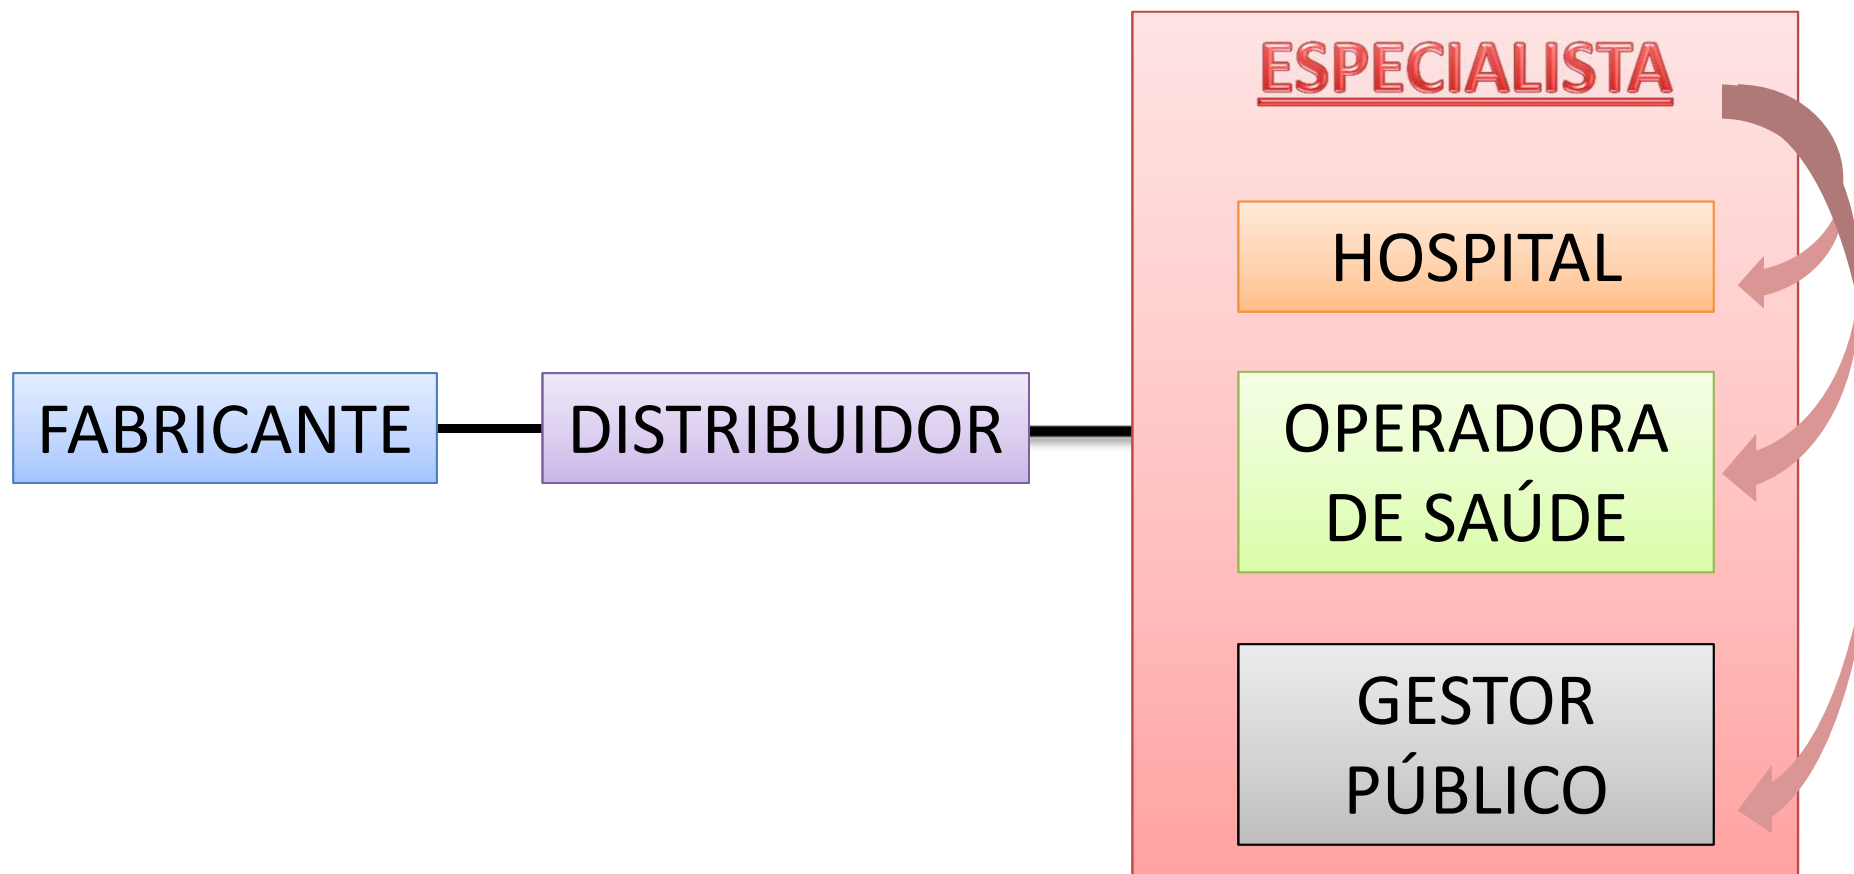 ESPECIALISTA
HOSPITAL
FABRICANTE
DISTRIBUIDOR
OPERADORA
DE SAÚDE
GESTOR
PÚBLICO